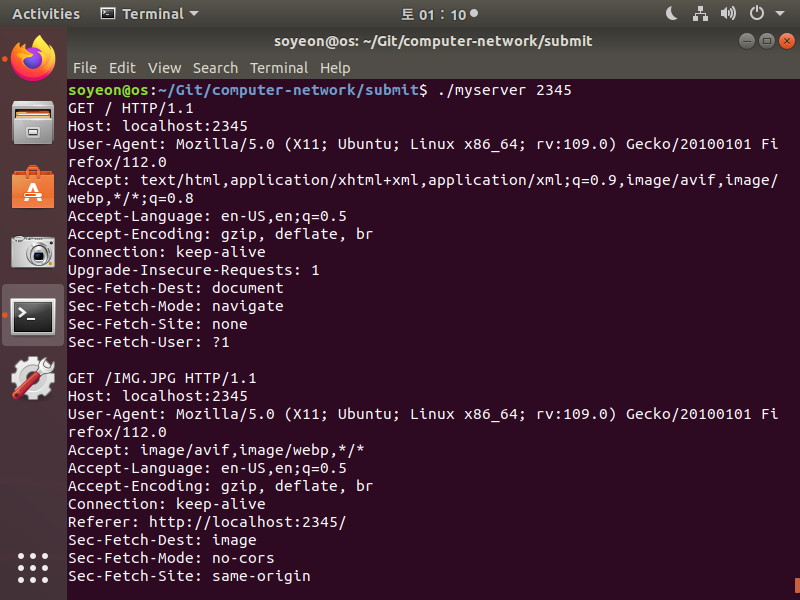 Activities Terminal 토 01 : 10
soyeon@os: ~/Git/computer-network/submit
File Edit View Search Terminal Help
soyeon@os:~/Git/computer-network/submit$ ./myserver 2345
GET / HTTP/1.1
Host: localhost:2345
User-Agent: Mozilla/5.0 (X11; Ubuntu; Linux x86_64; rv:109.0) Gecko/20100101 Fi
refox/112.0
Accept: text/html,application/xhtml+xml,application/xml;q=0.9,image/avif,image/
webp,*/*;q=0.8
Accept-Language: en-US,en;q=0.5
Accept-Encoding: gzip, deflate, br
Connection: keep-alive
Upgrade-Insecure-Requests: 1
Sec-Fetch-Dest: document
Sec-Fetch-Mode: navigate
Sec-Fetch-Site: none
Sec-Fetch-User: ?1
GET /IMG.JPG HTTP/1.1
Host: localhost:2345
User-Agent: Mozilla/5.0 (X11; Ubuntu; Linux x86_64; rv:109.0) Gecko/20100101 Fi
refox/112.0
Accept: image/avif,image/webp,*/*
Accept-Language: en-US,en;q=0.5
Accept-Encoding: gzip, deflate, br
Connection: keep-alive
Referer: http://localhost:2345/
Sec-Fetch-Dest: image
Sec-Fetch-Mode: no-cors
Sec-Fetch-Site: same-origin